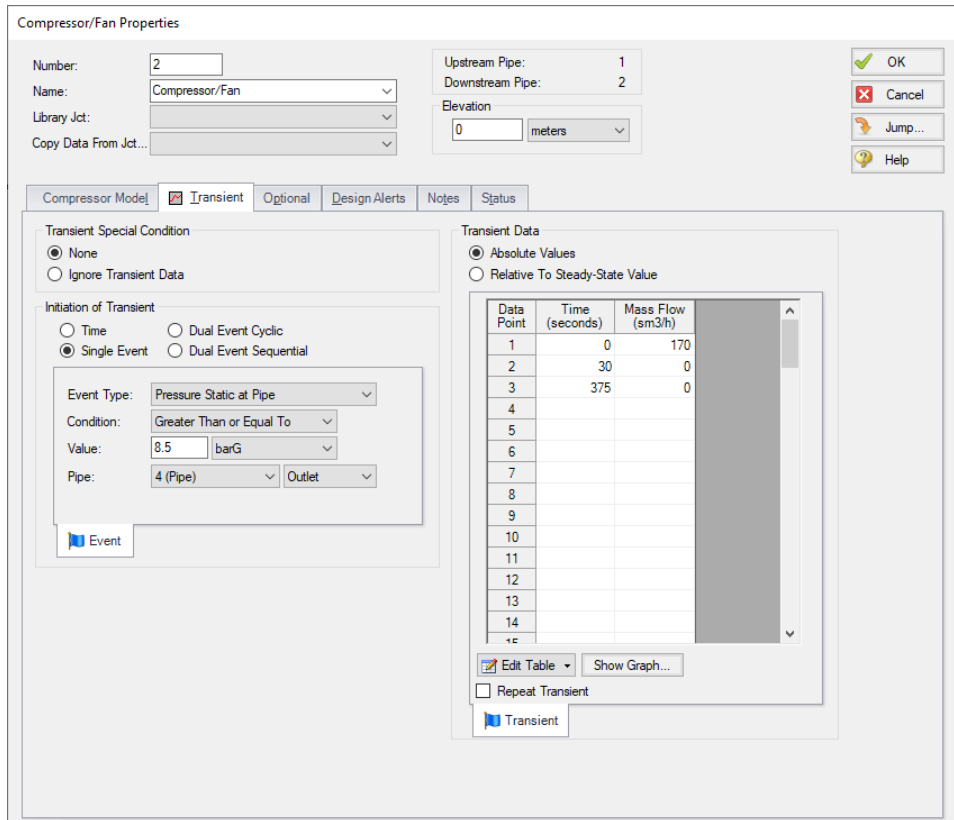 Compressor/Fan Properties
Number: 2
Name: Compressor/Fan
Library Jct:
Copy Data From Jct...
Upstream Pipe: 1
Downstream Pipe: 2
Elevation
0 meters
OK
Cancel
Jump...
Help
Compressor Model Transient Optional Design Alerts Notes Status
Transient Special Condition
None
Ignore Transient Data
Initiation of Transient
Time Dual Event Cyclic
Single Event Dual Event Sequential
Event Type: Pressure Static at Pipe
Condition: Greater Than or Equal To
Value: 8.5 barG
Pipe: 4 (Pipe) Outlet
Event
Transient Data
Absolute Values
Relative To Steady-State Value
Data Point Time (seconds) Mass Flow (sm3/h)
1 0 170
2 30 0
3 375 0
4
5
6
7
8
9
10
11
12
13
14
15
Edit Table Show Graph...
Repeat Transient
Transient